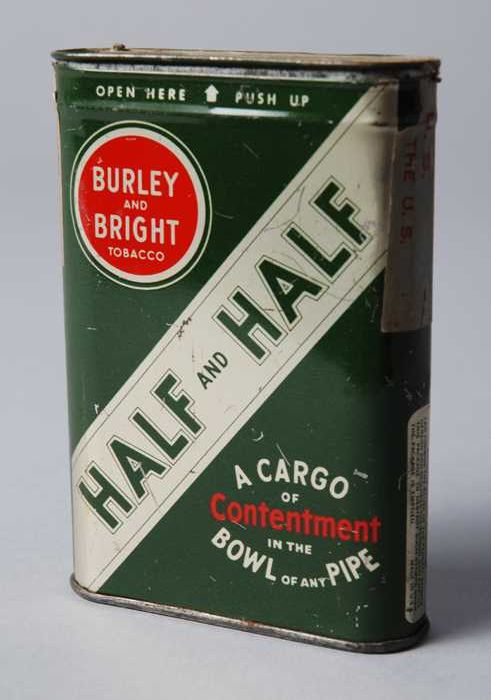 OPEN HERE PUSH UP
BURLEY
AND
BRIGHT
TOBACCO
HALF AND HALF
A CARGO
OF
Contentment
IN THE
BOWL OF ANY PIPE
THE U.S.